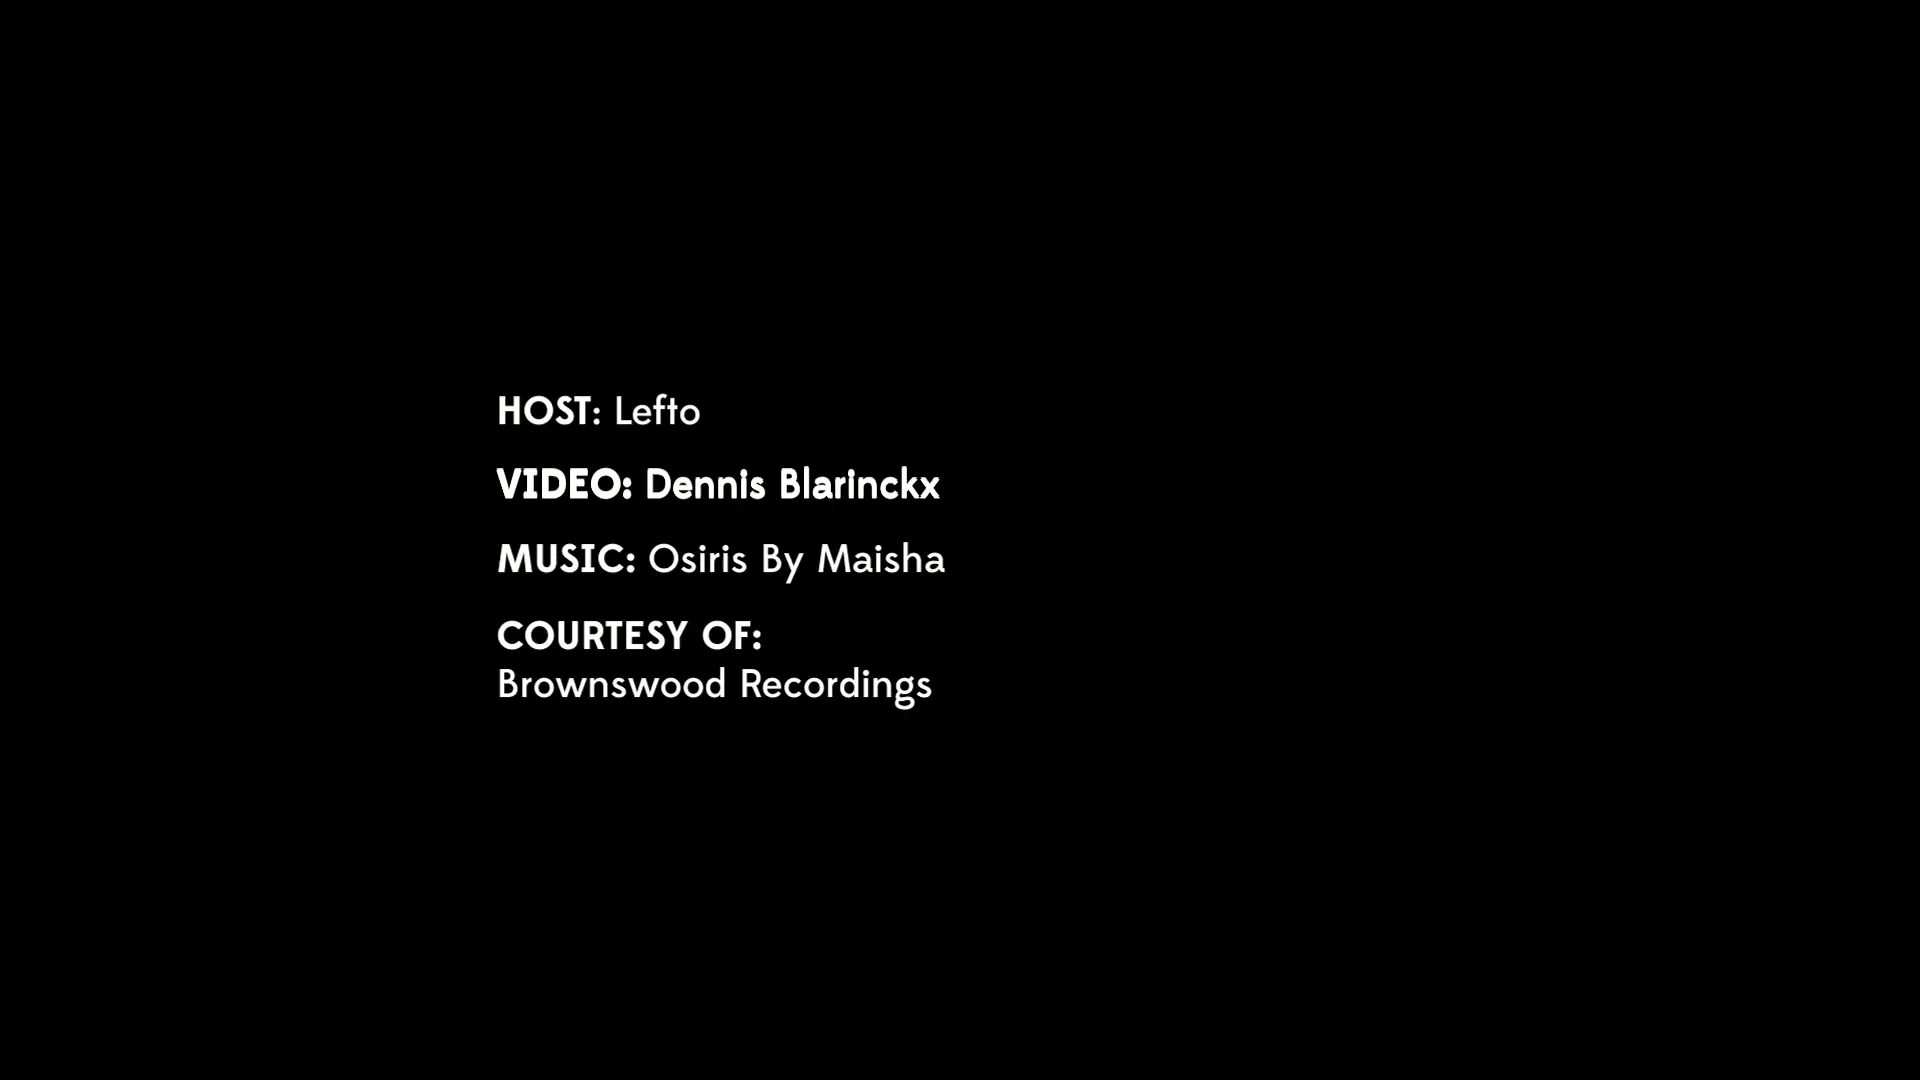 HOST: Lefto
VIDEO: Dennis Blarinckx
MUSIC: Osiris By Maisha
COURTESY OF:
Brownswood Recordings